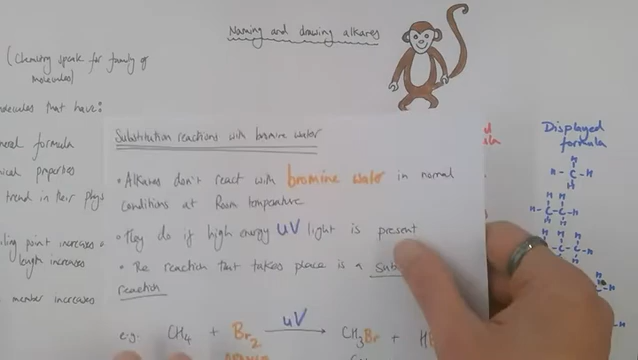 Naming and drawing alkanes
(Chemistry speak for family of
molecules)
molecules that have:
formula
properties
trend in their phys
point increases
length increases
member increases
Substitution reactions with bromine water
• Alkanes don't react with bromine water in normal
conditions at Room temperature
• They do if high energy UV light is present
• The reaction that takes place is a Sub
reaction
e.g. CH4 + Br2 UV CH3Br + H
Displayed
formula
H
H-C-H
H
H H
H-C-C-H
H H